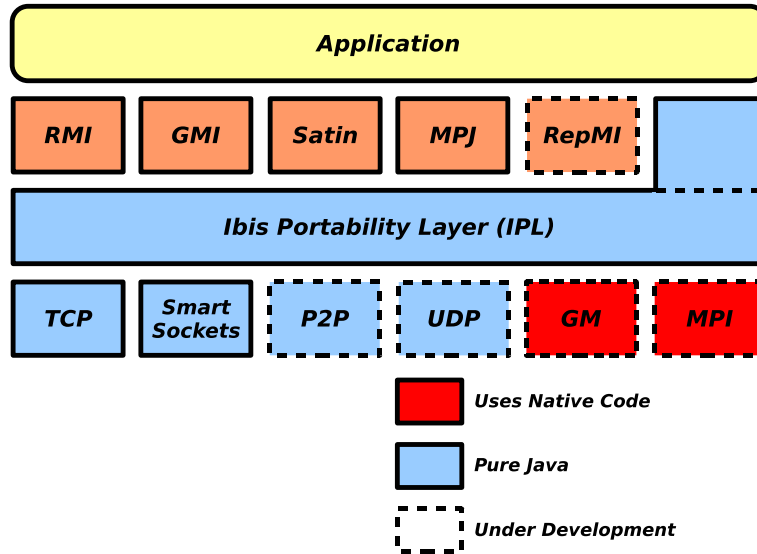 Application
RMI
GMI
Satin
MPJ
RepMI
Ibis Portability Layer (IPL)
TCP
Smart
Sockets
P2P
UDP
GM
MPI
Uses Native Code
Pure Java
Under Development